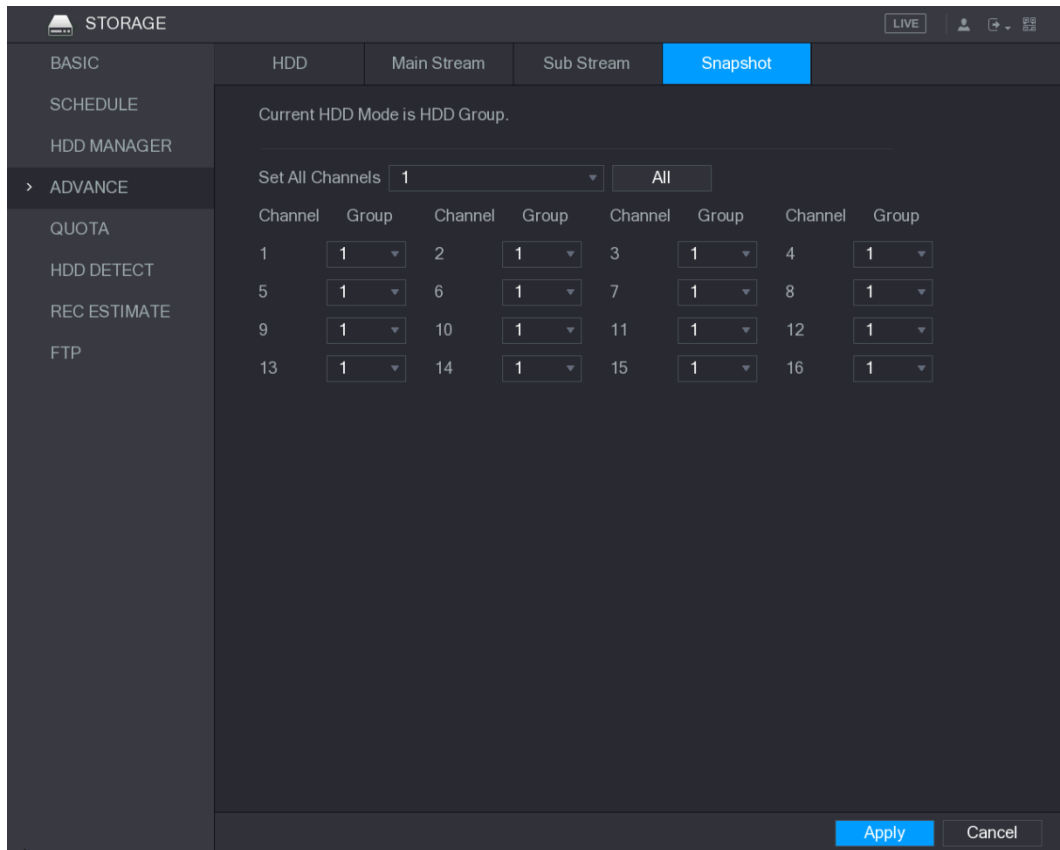 STORAGE
LIVE
BASIC
SCHEDULE
HDD MANAGER
ADVANCE
QUOTA
HDD DETECT
REC ESTIMATE
FTP
HDD Main Stream Sub Stream Snapshot
Current HDD Mode is HDD Group.
Set All Channels 1 All
Channel Group Channel Group Channel Group Channel Group
1 1 2 1 3 1 4 1
5 1 6 1 7 1 8 1
9 1 10 1 11 1 12 1
13 1 14 1 15 1 16 1
Apply Cancel